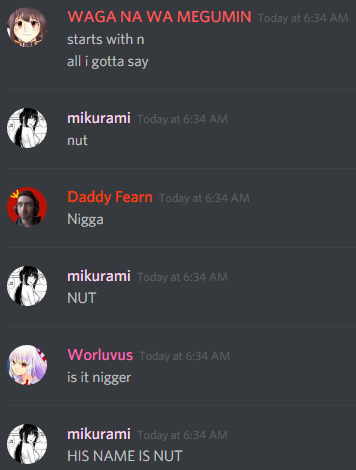 WAGA NA WA MEGUMIN Today at 6:34 AM
starts with n
all i gotta say
mikurami Today at 6:34 AM
nut
Daddy Fearn Today at 6:34 AM
Nigga
mikurami Today at 6:34 AM
NUT
Worluvus Today at 6:34 AM
is it nigger
mikurami Today at 6:34 AM
HIS NAME IS NUT